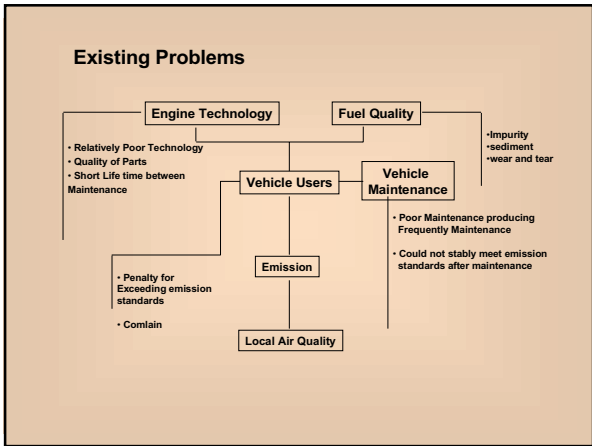 Existing Problems
Engine Technology
Fuel Quality
• Relatively Poor Technology
• Quality of Parts
• Short Life time between
Maintenance
•Impurity
•sediment
•wear and tear
Vehicle Users
Vehicle
Maintenance
• Poor Maintenance producing
Frequently Maintenance
• Could not stably meet emission
standards after maintenance
• Penalty for
Exceeding emission
standards
• Comlain
Emission
Local Air Quality